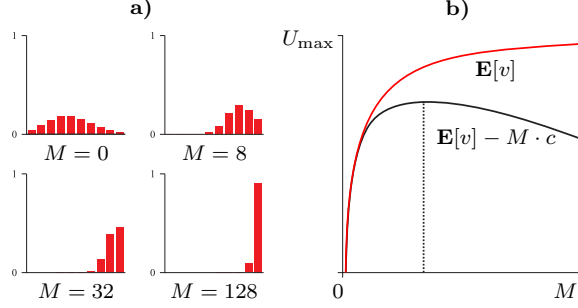 a)
1
0
M = 0
1
0
M = 8
1
0
M = 32
1
0
M = 128
b)
U_max
E[v]
E[v] − M · c
0
M